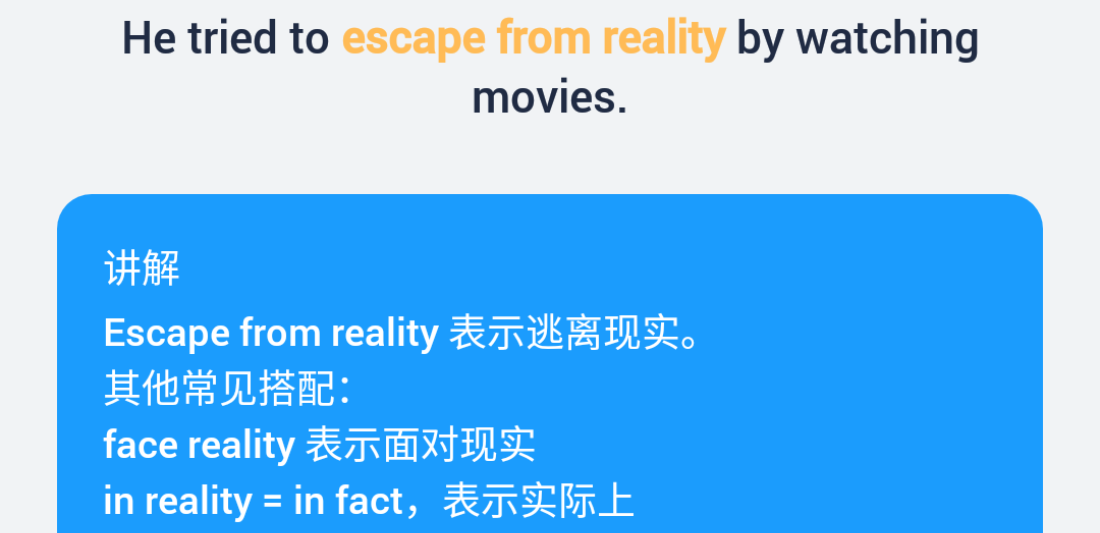 He tried to escape from reality by watching
movies.
讲解
Escape from reality 表示逃离现实。
其他常见搭配：
face reality 表示面对现实
in reality = in fact，表示实际上